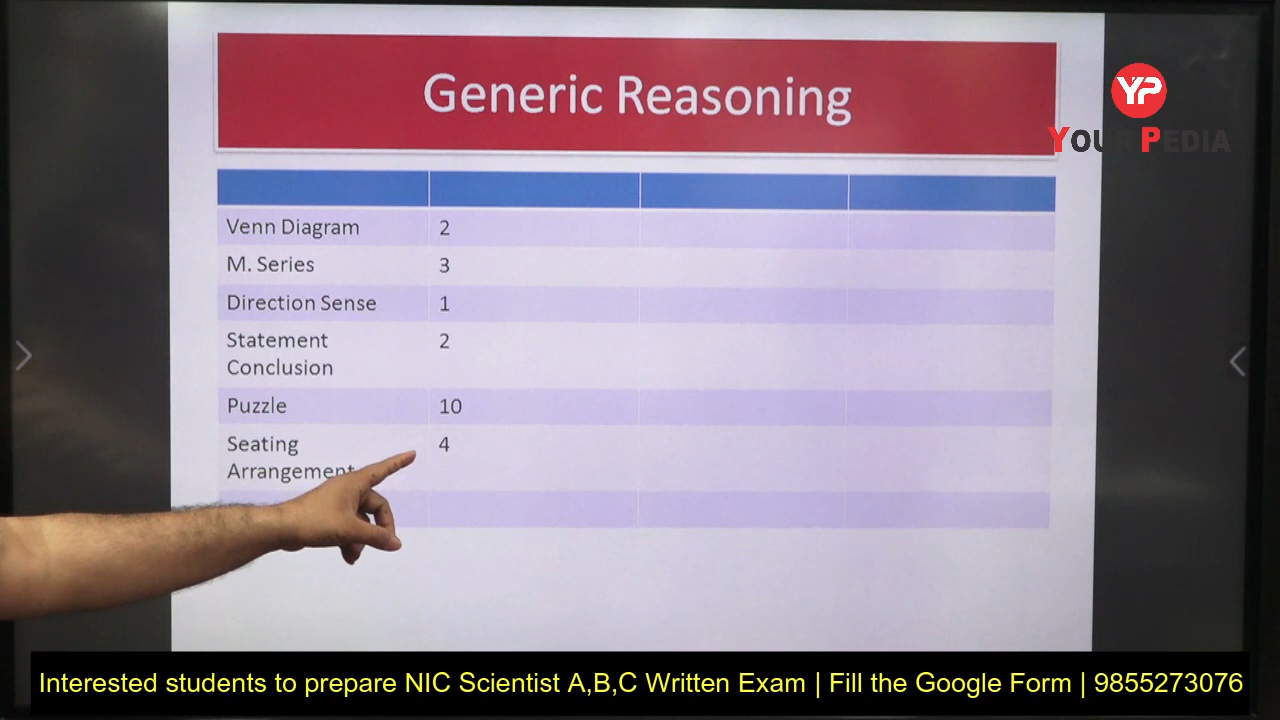 Generic Reasoning
YP
YOUR PEDIA
Venn Diagram 2
M. Series 3
Direction Sense 1
Statement 2
Conclusion
Puzzle 10
Seating 4
Arrangement
Interested students to prepare NIC Scientist A,B,C Written Exam | Fill the Google Form | 9855273076